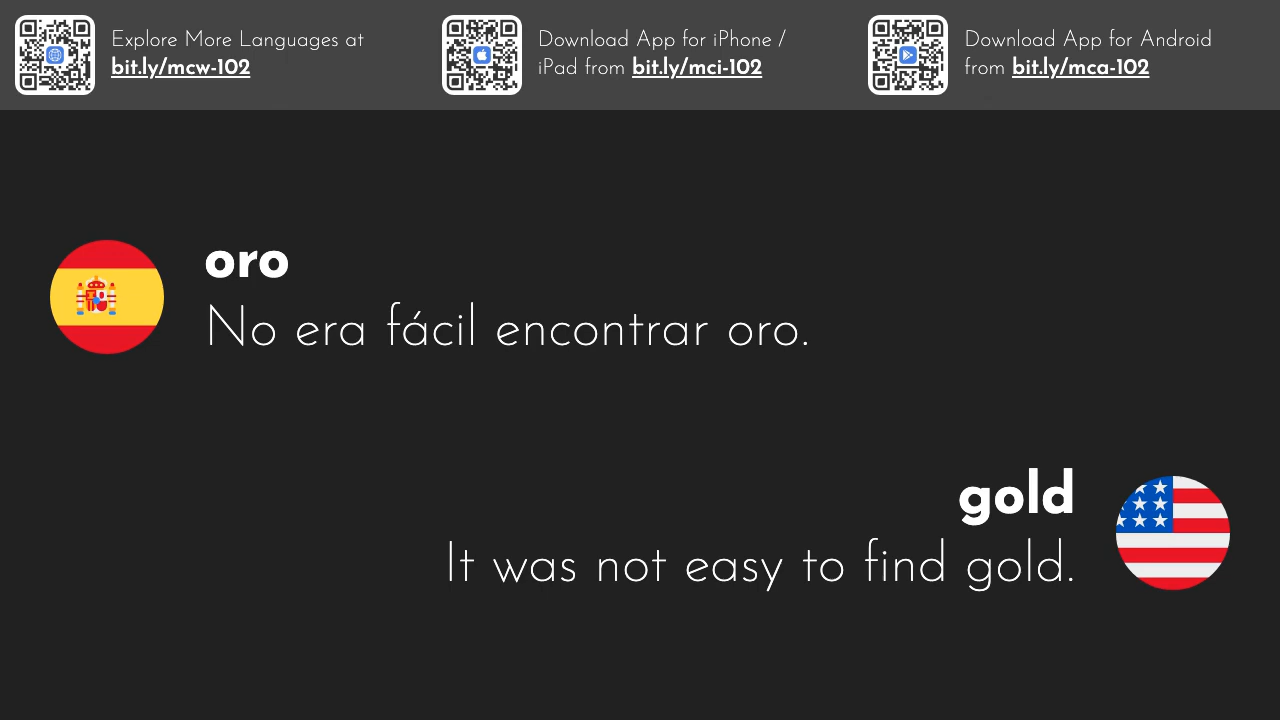 Explore More Languages at
bit.ly/mcw-102
Download App for iPhone /
iPad from bit.ly/mci-102
Download App for Android
from bit.ly/mca-102
oro
No era fácil encontrar oro.
gold
It was not easy to find gold.